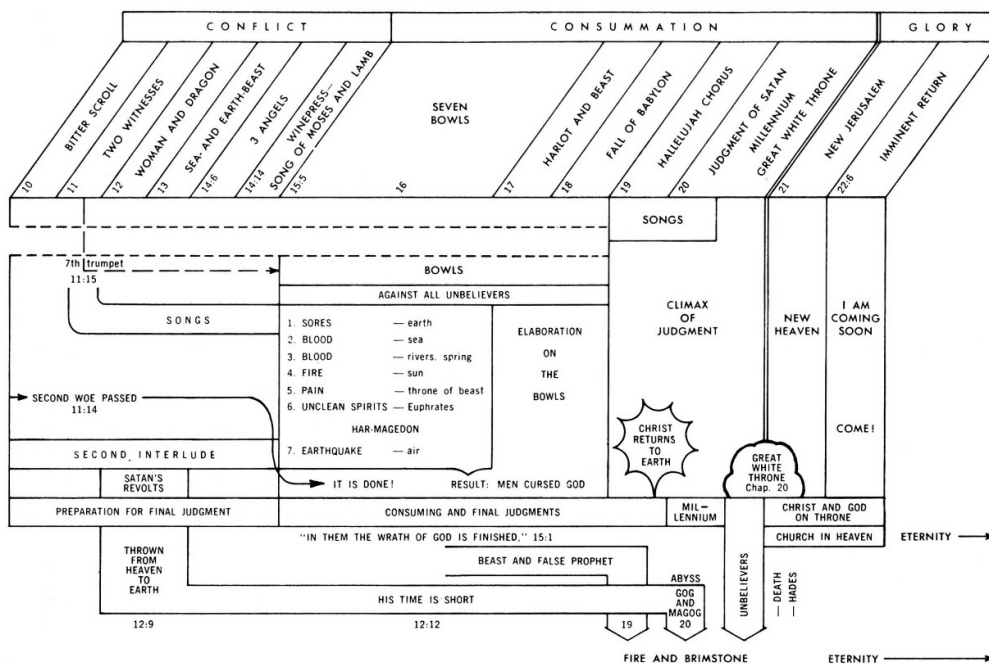 CONFLICT
CONSUMMATION
GLORY
BITTER SCROLL
TWO WITNESSES
WOMAN AND DRAGON
SEA- AND EARTH-BEAST
3 ANGELS
WINEPRESS—
SONG OF MOSES AND LAMB
SEVEN
BOWLS
HARLOT AND BEAST
FALL OF BABYLON
HALLELUJAH CHORUS
JUDGMENT OF SATAN
MILLENNIUM
GREAT WHITE THRONE
NEW JERUSALEM
IMMINENT RETURN
10
11
12
13
14:6
14:14
15:5
16
17
18
19
20
21
22:6
SONGS
7th trumpet
11:15
BOWLS
AGAINST ALL UNBELIEVERS
SONGS
1. SORES — earth
2. BLOOD — sea
3. BLOOD — rivers. spring
4. FIRE — sun
5. PAIN — throne of beast
6. UNCLEAN SPIRITS — Euphrates
HAR-MAGEDON
7. EARTHQUAKE — air
ELABORATION
ON
THE
BOWLS
CLIMAX
OF
JUDGMENT
NEW
HEAVEN
I AM
COMING
SOON
COME!
SECOND WOE PASSED
11:14
CHRIST
RETURNS
TO
EARTH
GREAT
WHITE
THRONE
Chap. 20
SECOND, INTERLUDE
SATAN'S
REVOLTS
IT IS DONE!
RESULT: MEN CURSED GOD
PREPARATION FOR FINAL JUDGMENT
CONSUMING AND FINAL JUDGMENTS
MIL–
LENNIUM
CHRIST AND GOD
ON THRONE
"IN THEM THE WRATH OF GOD IS FINISHED," 15:1
CHURCH IN HEAVEN
ETERNITY
THROWN
FROM
HEAVEN
TO
EARTH
BEAST AND FALSE PROPHET
ABYSS
GOG
AND
MAGOG
20
UNBELIEVERS
— DEATH
— HADES
HIS TIME IS SHORT
12:9
12:12
19
FIRE AND BRIMSTONE
ETERNITY